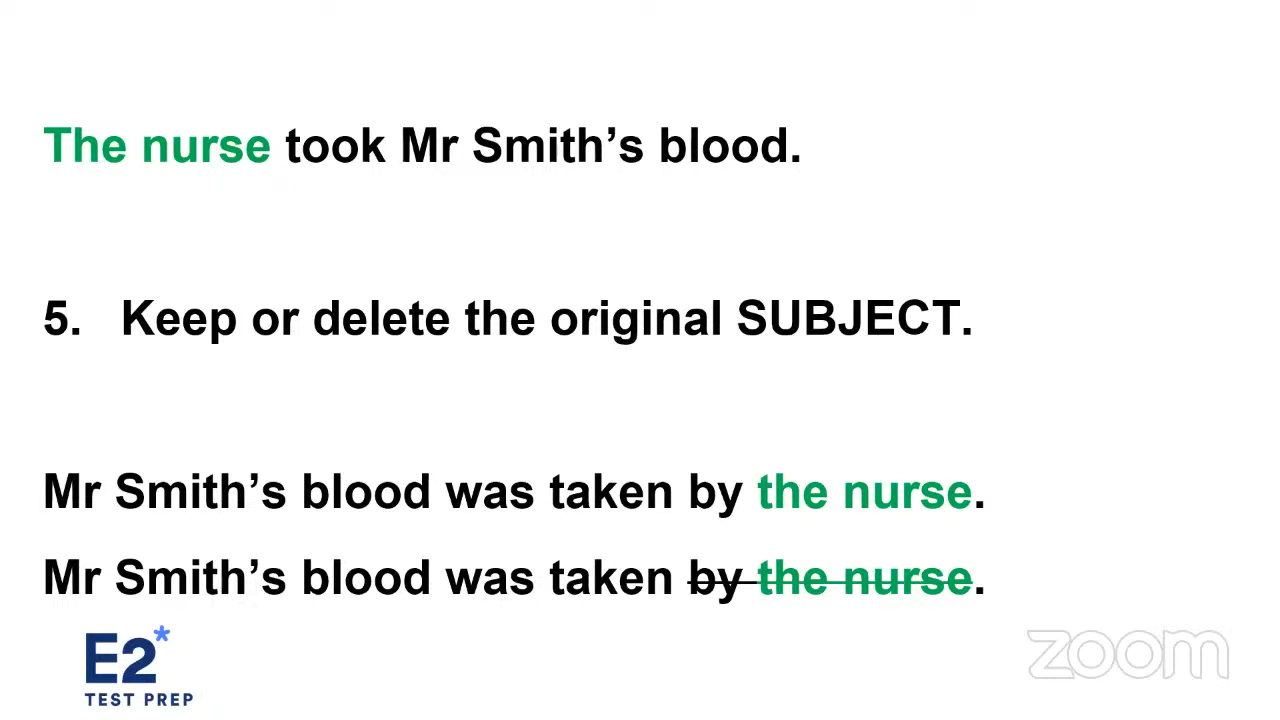 The nurse took Mr Smith’s blood.
5. Keep or delete the original SUBJECT.
Mr Smith’s blood was taken by the nurse.
Mr Smith’s blood was taken by the nurse.
E2*
TEST PREP
zoom